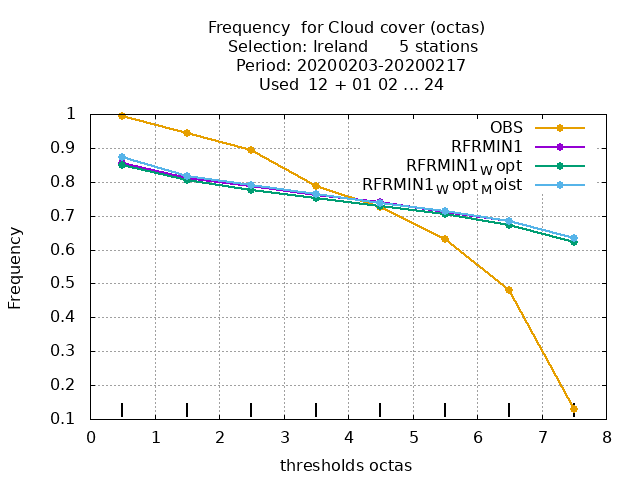 Frequency for Cloud cover (octas)
Selection: Ireland 5 stations
Period: 20200203-20200217
Used 12 + 01 02 ... 24
OBS
RFRMIN1
RFRMIN1Wopt
RFRMIN1WoptMoist
1
0.9
0.8
0.7
0.6
0.5
0.4
0.3
0.2
0.1
Frequency
0 1 2 3 4 5 6 7 8
thresholds octas